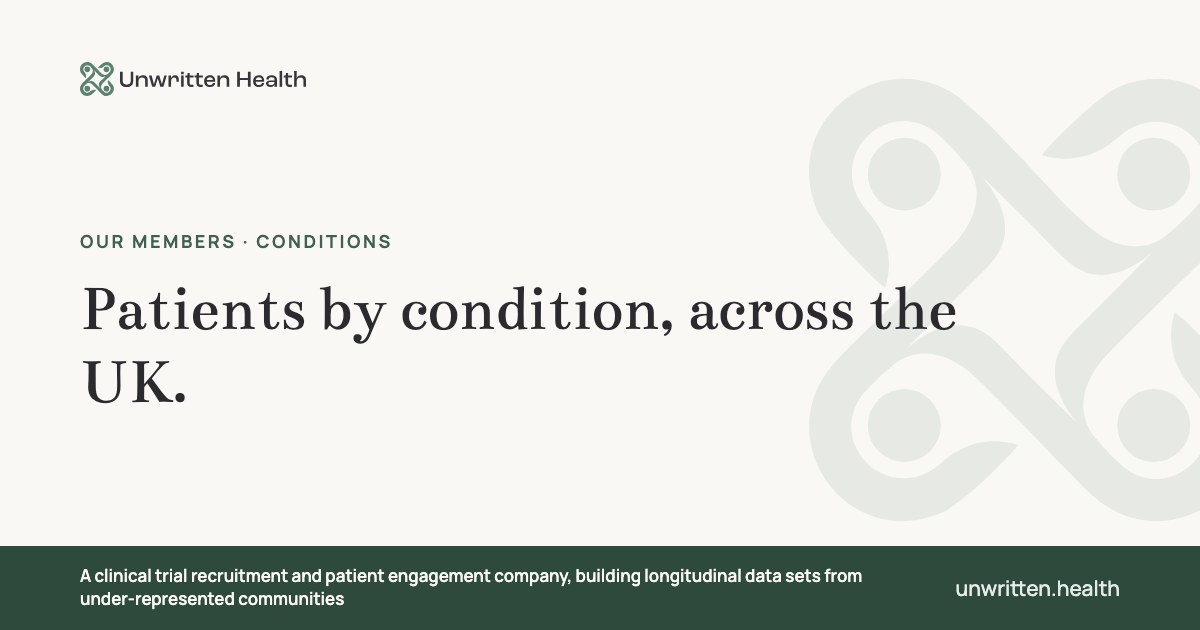 Unwritten Health
OUR MEMBERS · CONDITIONS
Patients by condition, across the
UK.
A clinical trial recruitment and patient engagement company, building longitudinal data sets from
under-represented communities
unwritten.health